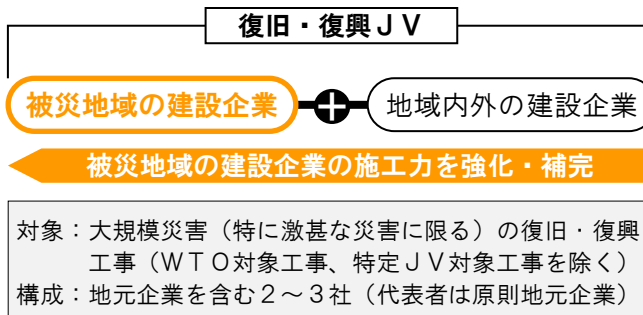 復旧・復興ＪＶ
被災地域の建設企業
地域内外の建設企業
被災地域の建設企業の施工力を強化・補完
対象：大規模災害（特に激甚な災害に限る）の復旧・復興
工事（ＷＴＯ対象工事、特定ＪＶ対象工事を除く）
構成：地元企業を含む２～３社（代表者は原則地元企業）